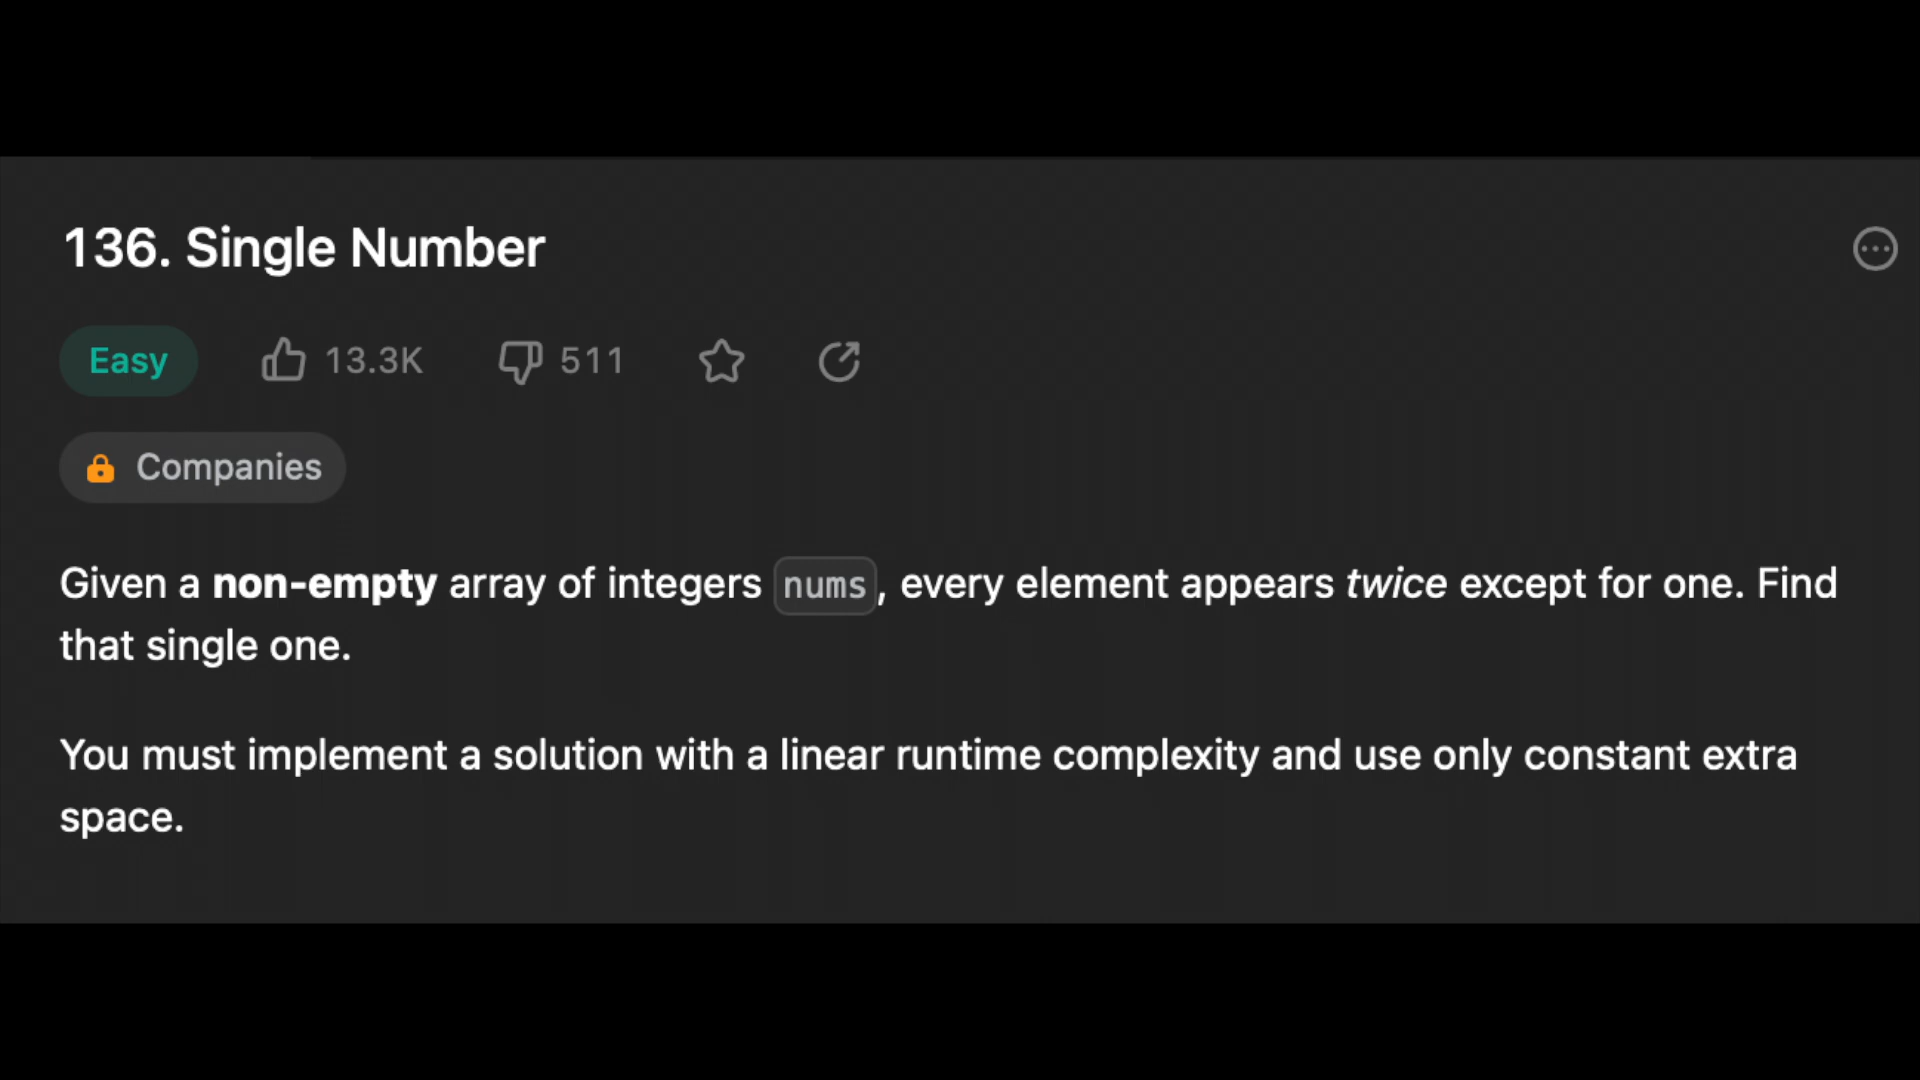 136. Single Number
Easy 13.3K 511
Companies
Given a non-empty array of integers nums, every element appears twice except for one. Find
that single one.
You must implement a solution with a linear runtime complexity and use only constant extra
space.